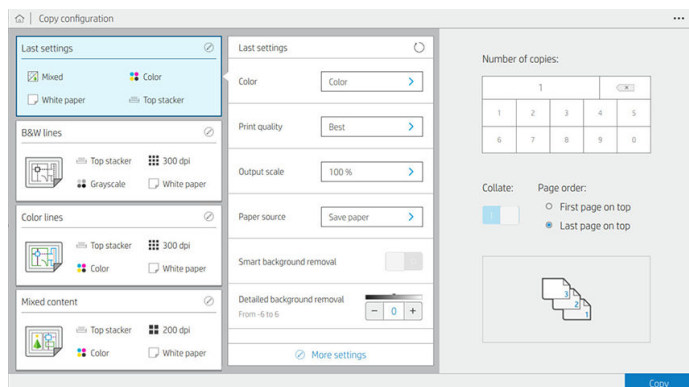 Copy configuration
Last settings
Mixed
Color
White paper
Top stacker
B&W lines
Top stacker
300 dpi
Grayscale
White paper
Color lines
Top stacker
300 dpi
Color
White paper
Mixed content
Top stacker
200 dpi
Color
White paper
Last settings
Color
Color
Print quality
Best
Output scale
100 %
Paper source
Save paper
Smart background removal
Detailed background removal
From -6 to 6
− 0 +
More settings
Number of copies:
1
1 2 3 4 5
6 7 8 9 0
Collate:
Page order:
First page on top
Last page on top
3
2
1
Copy